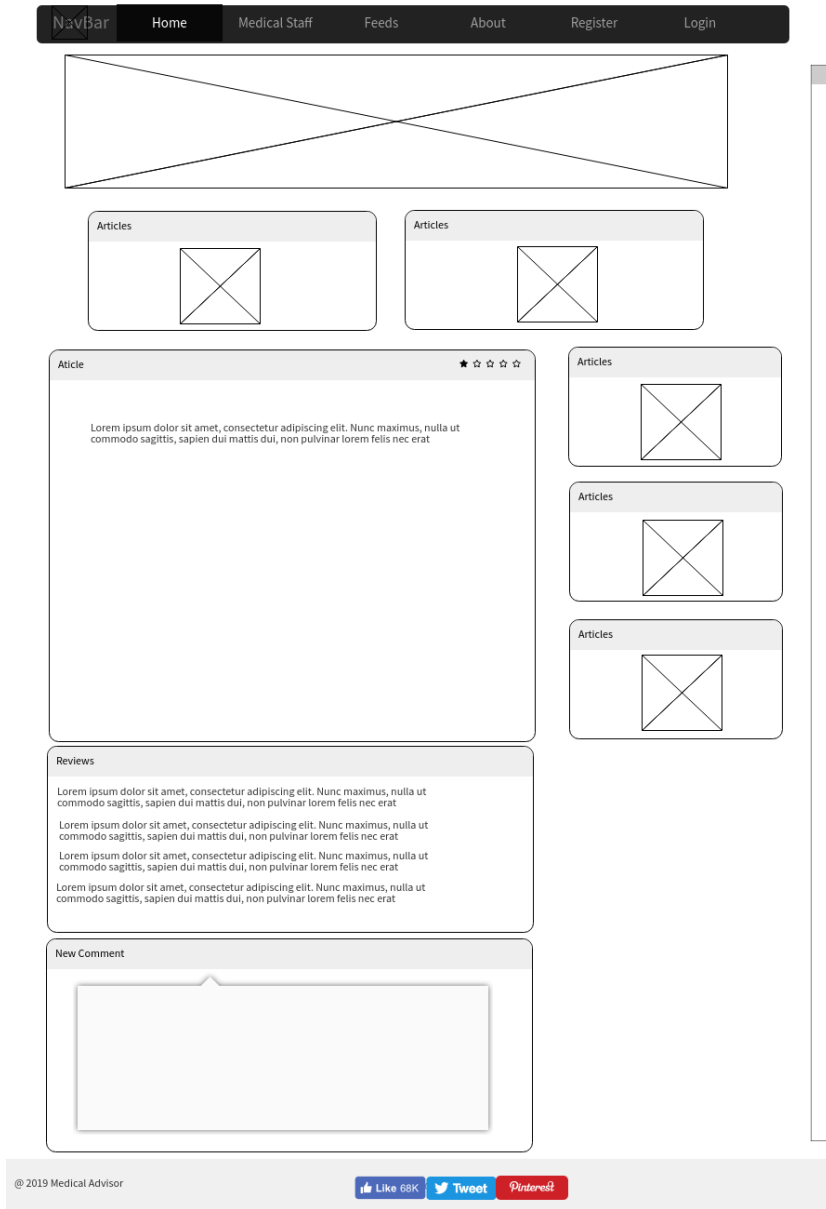 NavBar Home Medical Staff Feeds About Register Login
Articles
Articles
Aticle
Lorem ipsum dolor sit amet, consectetur adipiscing elit. Nunc maximus, nulla ut
commodo sagittis, sapien dui mattis dui, non pulvinar lorem felis nec erat
Articles
Articles
Articles
Reviews
Lorem ipsum dolor sit amet, consectetur adipiscing elit. Nunc maximus, nulla ut
commodo sagittis, sapien dui mattis dui, non pulvinar lorem felis nec erat
Lorem ipsum dolor sit amet, consectetur adipiscing elit. Nunc maximus, nulla ut
commodo sagittis, sapien dui mattis dui, non pulvinar lorem felis nec erat
Lorem ipsum dolor sit amet, consectetur adipiscing elit. Nunc maximus, nulla ut
commodo sagittis, sapien dui mattis dui, non pulvinar lorem felis nec erat
Lorem ipsum dolor sit amet, consectetur adipiscing elit. Nunc maximus, nulla ut
commodo sagittis, sapien dui mattis dui, non pulvinar lorem felis nec erat
New Comment
@ 2019 Medical Advisor
Like 68K Tweet Pinterest